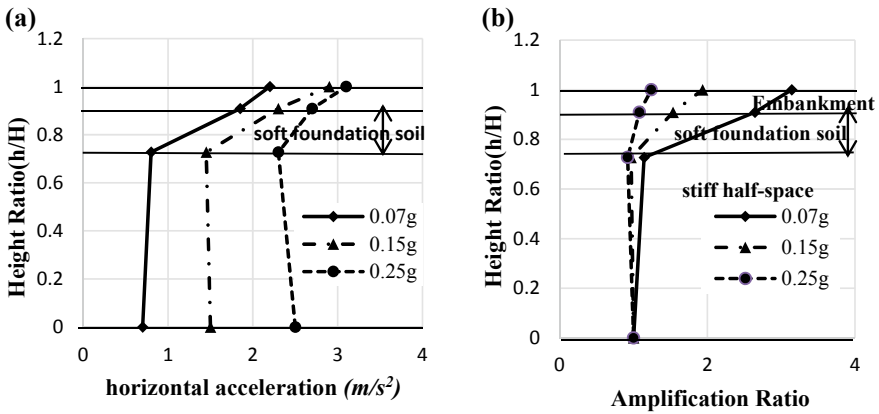 (a)
1.2
1
0.8
0.6
0.4
0.2
0
Height Ratio(h/H)
soft foundation soil
0.07g
0.15g
0.25g
0 1 2 3 4
horizontal acceleration (m/s²)
(b)
1.2
1
0.8
0.6
0.4
0.2
0
Height Ratio(h/H)
Embankment
soft foundation soil
stiff half-space
0.07g
0.15g
0.25g
0 2 4
Amplification Ratio